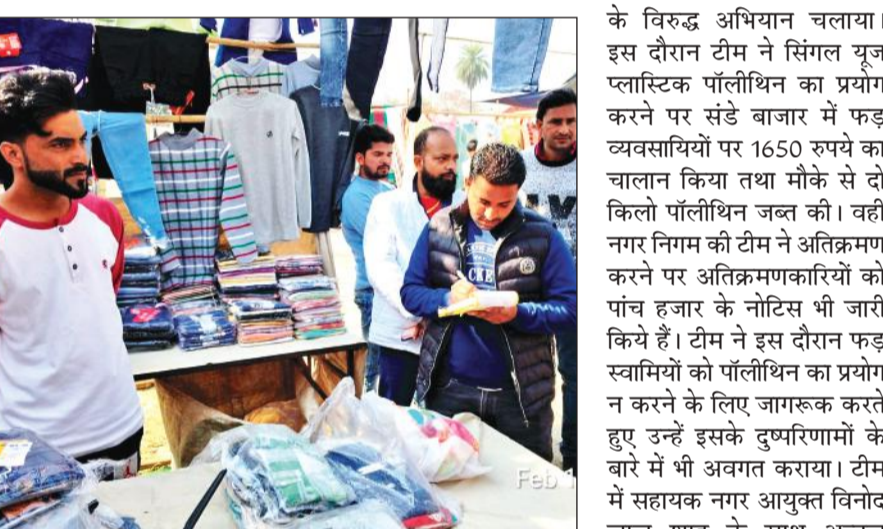 के विरुद्ध अभियान चलाया।
इस दौरान टीम ने सिंगल यूज
प्लास्टिक पॉलीथिन का प्रयोग
करने पर संडे बाजार में फड़
व्यवसायियों पर 1650 रुपये का
चालान किया तथा मौके से दो
किलो पॉलीथिन जब्त की। वही
नगर निगम की टीम ने अतिक्रमण
करने पर अतिक्रमणकारियों को
पांच हजार के नोटिस भी जारी
किये हैं। टीम ने इस दौरान फड़
स्वामियों को पॉलीथिन का प्रयोग
न करने के लिए जागरूक करते
हुए उन्हें इसके दुष्परिणामों के
बारे में भी अवगत कराया। टीम
में सहायक नगर आयुक्त विनोद
Feb 1